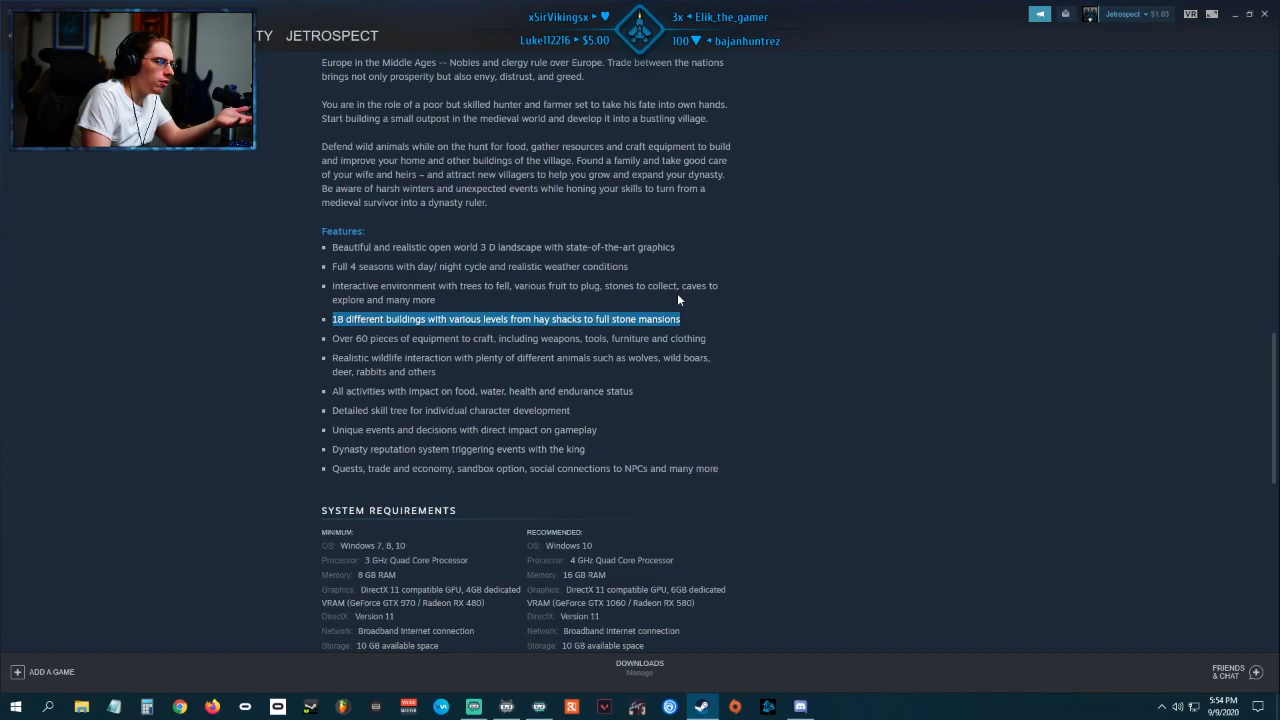 xSirVikingsx ▸ ♥
3x ◂ Elik_the_gamer
Luke112216 ▸ $5.00
100 ▼ ◂ bajanhuntrez
Jetrospect $1.03
VR
TY JETROSPECT
Europe in the Middle Ages -- Nobles and clergy rule over Europe. Trade between the nations
brings not only prosperity but also envy, distrust, and greed.
You are in the role of a poor but skilled hunter and farmer set to take his fate into own hands.
Start building a small outpost in the medieval world and develop it into a bustling village.
Defend wild animals while on the hunt for food, gather resources and craft equipment to build
and improve your home and other buildings of the village. Found a family and take good care
of your wife and heirs – and attract new villagers to help you grow and expand your dynasty.
Be aware of harsh winters and unexpected events while honing your skills to turn from a
medieval survivor into a dynasty ruler.
Features:
Beautiful and realistic open world 3 D landscape with state-of-the-art graphics
Full 4 seasons with day/ night cycle and realistic weather conditions
Interactive environment with trees to fell, various fruit to plug, stones to collect, caves to
explore and many more
18 different buildings with various levels from hay shacks to full stone mansions
Over 60 pieces of equipment to craft, including weapons, tools, furniture and clothing
Realistic wildlife interaction with plenty of different animals such as wolves, wild boars,
deer, rabbits and others
All activities with impact on food, water, health and endurance status
Detailed skill tree for individual character development
Unique events and decisions with direct impact on gameplay
Dynasty reputation system triggering events with the king
Quests, trade and economy, sandbox option, social connections to NPCs and many more
SYSTEM REQUIREMENTS
MINIMUM:
OS: Windows 7, 8, 10
Processor: 3 GHz Quad Core Processor
Memory: 8 GB RAM
Graphics: DirectX 11 compatible GPU, 4GB dedicated
VRAM (GeForce GTX 970 / Radeon RX 480)
DirectX: Version 11
Network: Broadband Internet connection
Storage: 10 GB available space
RECOMMENDED:
OS: Windows 10
Processor: 4 GHz Quad Core Processor
Memory: 16 GB RAM
Graphics: DirectX 11 compatible GPU, 6GB dedicated
VRAM (GeForce GTX 1060 / Radeon RX 580)
DirectX: Version 11
Network: Broadband Internet connection
Storage: 10 GB available space
ADD A GAME
DOWNLOADS
Manage
FRIENDS
& CHAT
5:54 PM
9/9/2020